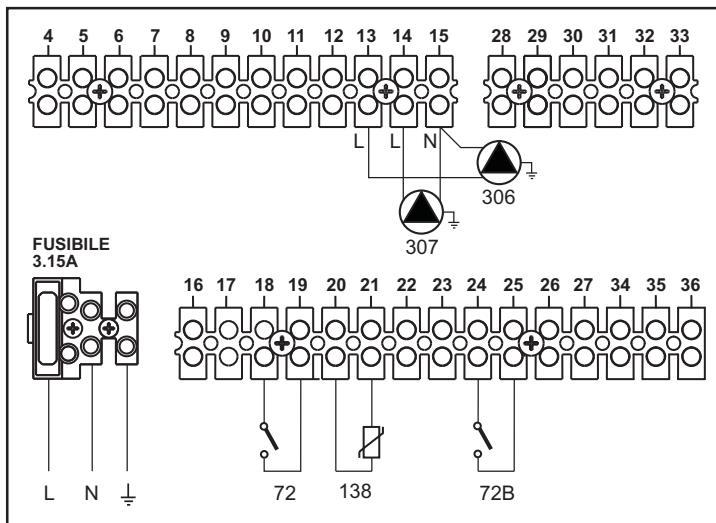 4 5 6 7 8 9 10 11 12 13 14 15 28 29 30 31 32 33
L L N
306
307
FUSIBILE
3.15A
16 17 18 19 20 21 22 23 24 25 26 27 34 35 36
L N
72 138 72B